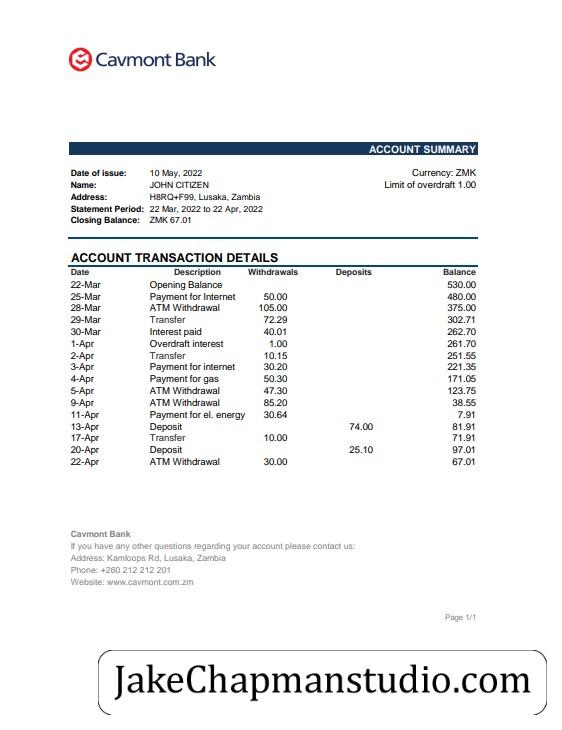 Cavmont Bank
ACCOUNT SUMMARY
Date of issue: 10 May, 2022 Currency: ZMK
Name: JOHN CITIZEN Limit of overdraft 1.00
Address: H8RQ+F99, Lusaka, Zambia
Statement Period: 22 Mar, 2022 to 22 Apr, 2022
Closing Balance: ZMK 67.01
ACCOUNT TRANSACTION DETAILS
Date Description Withdrawals Deposits Balance
22-Mar Opening Balance 530.00
25-Mar Payment for Internet 50.00 480.00
28-Mar ATM Withdrawal 105.00 375.00
29-Mar Transfer 72.29 302.71
30-Mar Interest paid 40.01 262.70
1-Apr Overdraft interest 1.00 261.70
2-Apr Transfer 10.15 251.55
3-Apr Payment for internet 30.20 221.35
4-Apr Payment for gas 50.30 171.05
5-Apr ATM Withdrawal 47.30 123.75
9-Apr ATM Withdrawal 85.20 38.55
11-Apr Payment for el. energy 30.64 7.91
13-Apr Deposit 74.00 81.91
17-Apr Transfer 10.00 71.91
20-Apr Deposit 25.10 97.01
22-Apr ATM Withdrawal 30.00 67.01
Cavmont Bank
If you have any other questions regarding your account please contact us:
Address: Kamloops Rd, Lusaka, Zambia
Phone: +260 212 212 201
Website: www.cavmont.com.zm
Page 1/1
JakeChapmanstudio.com